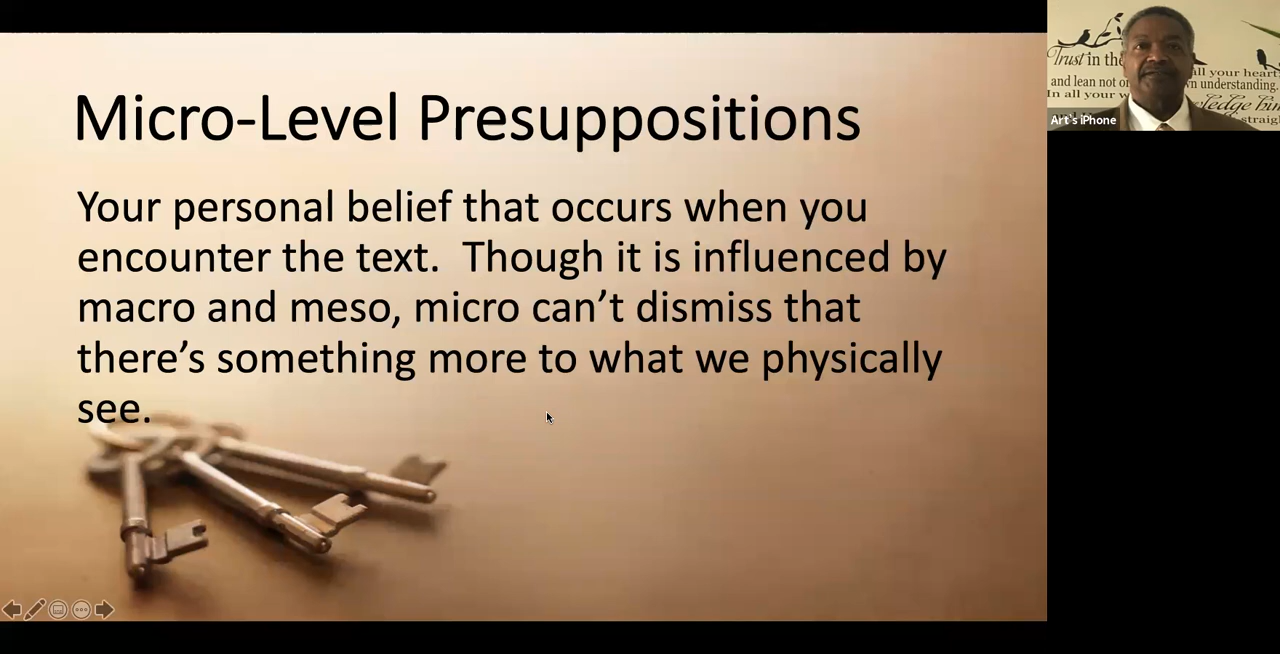 Micro-Level Presuppositions
Your personal belief that occurs when you
encounter the text.  Though it is influenced by
macro and meso, micro can’t dismiss that
there’s something more to what we physically
see.
Trust in the
all your heart
and lean not
own understanding.
In all your
straigh
Art's iPhone